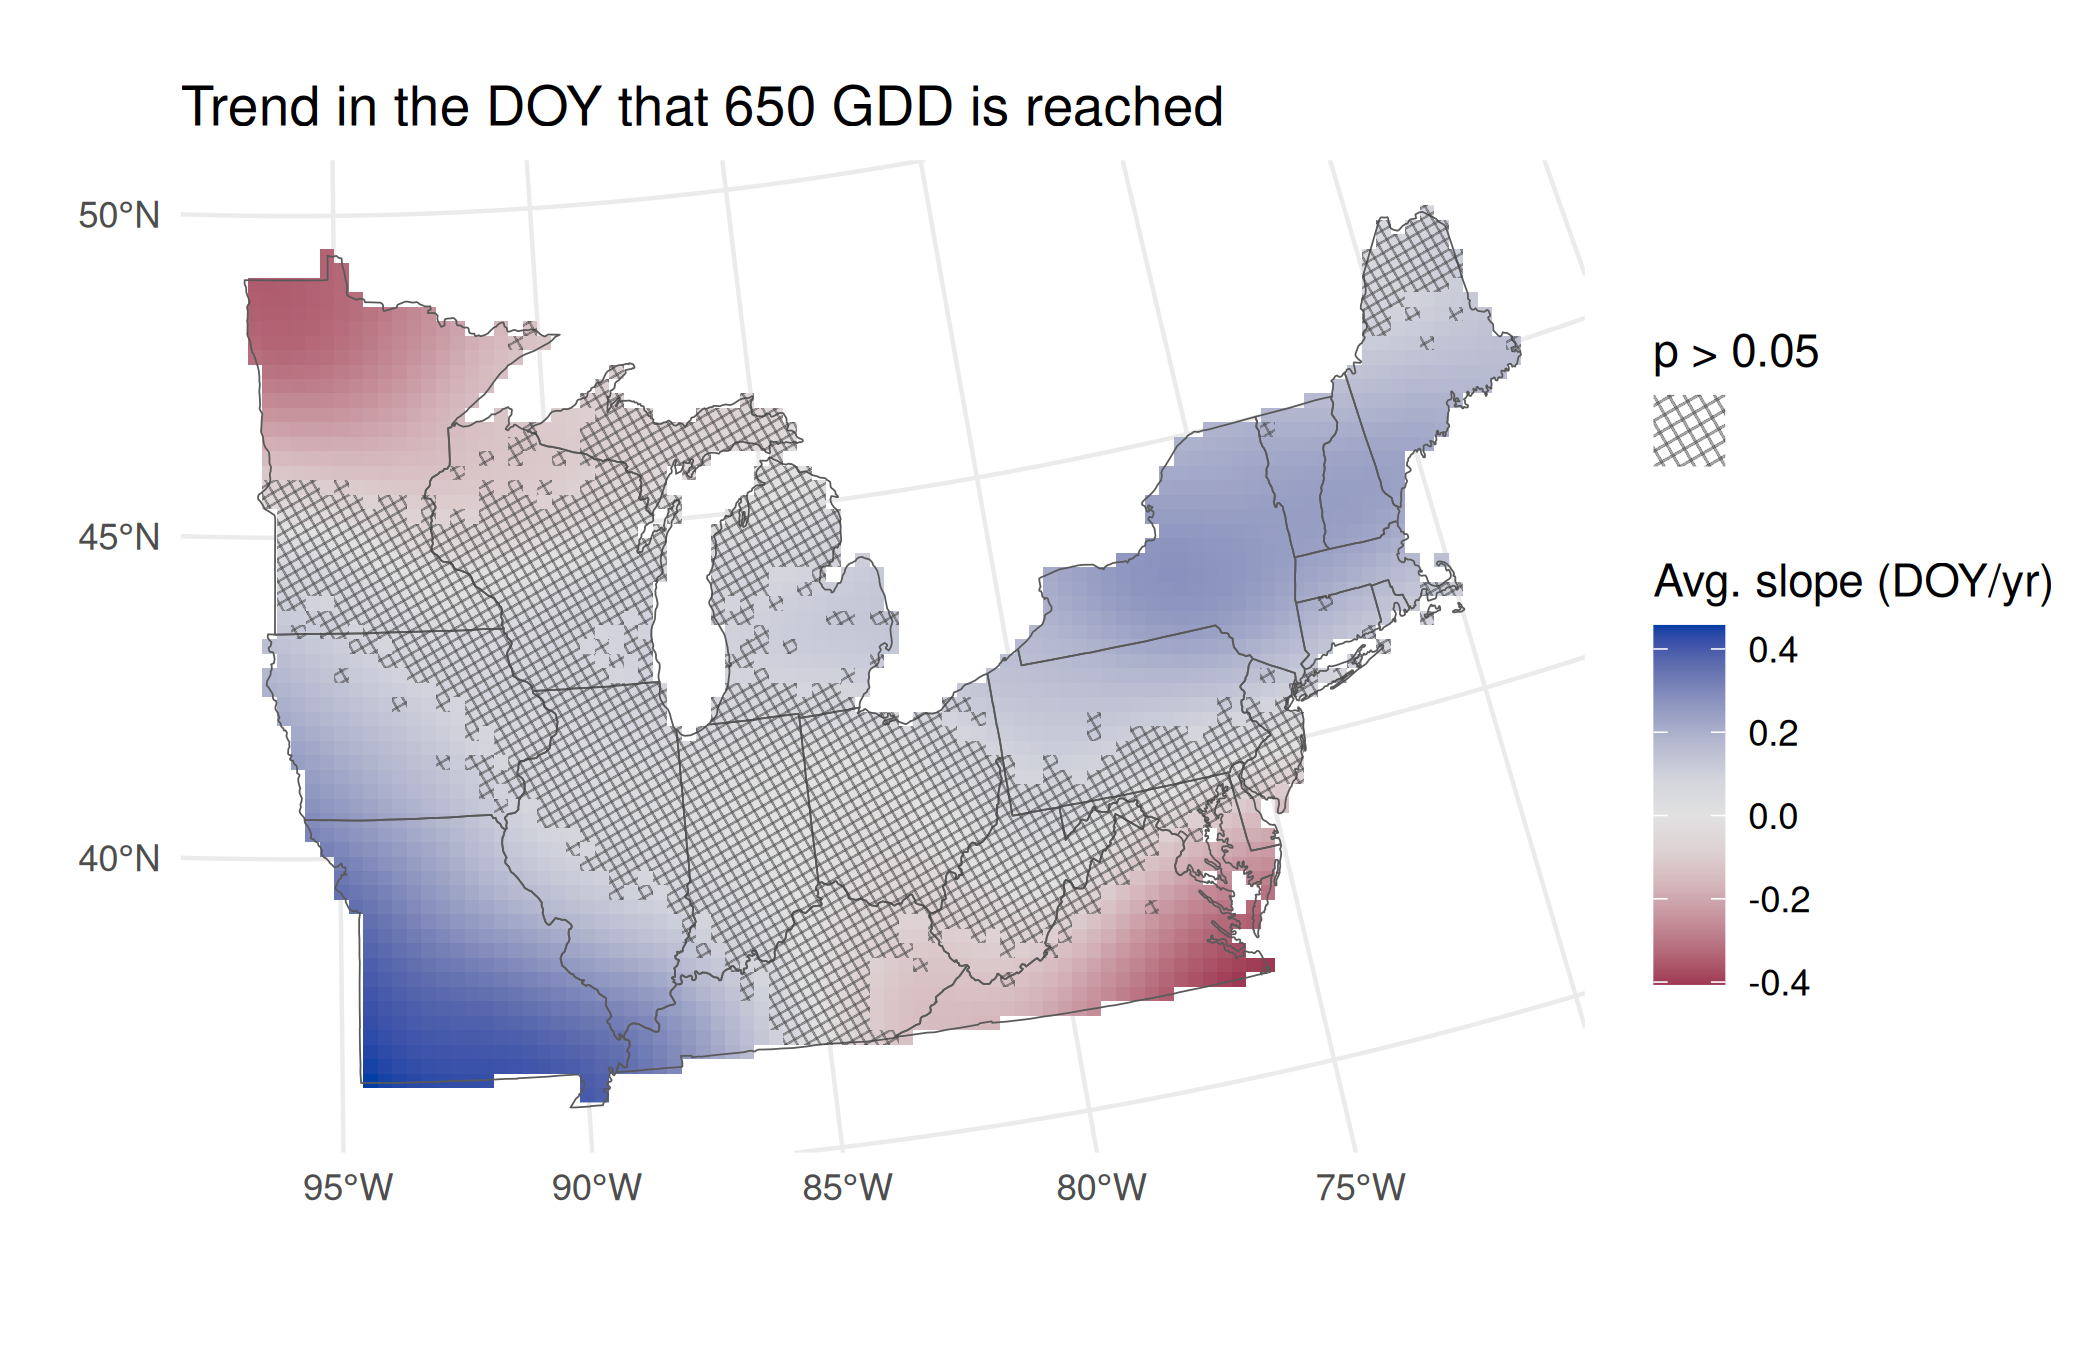 Trend in the DOY that 650 GDD is reached
50°N
45°N
40°N
95°W
90°W
85°W
80°W
75°W
p > 0.05
Avg. slope (DOY/yr)
0.4
0.2
0.0
-0.2
-0.4